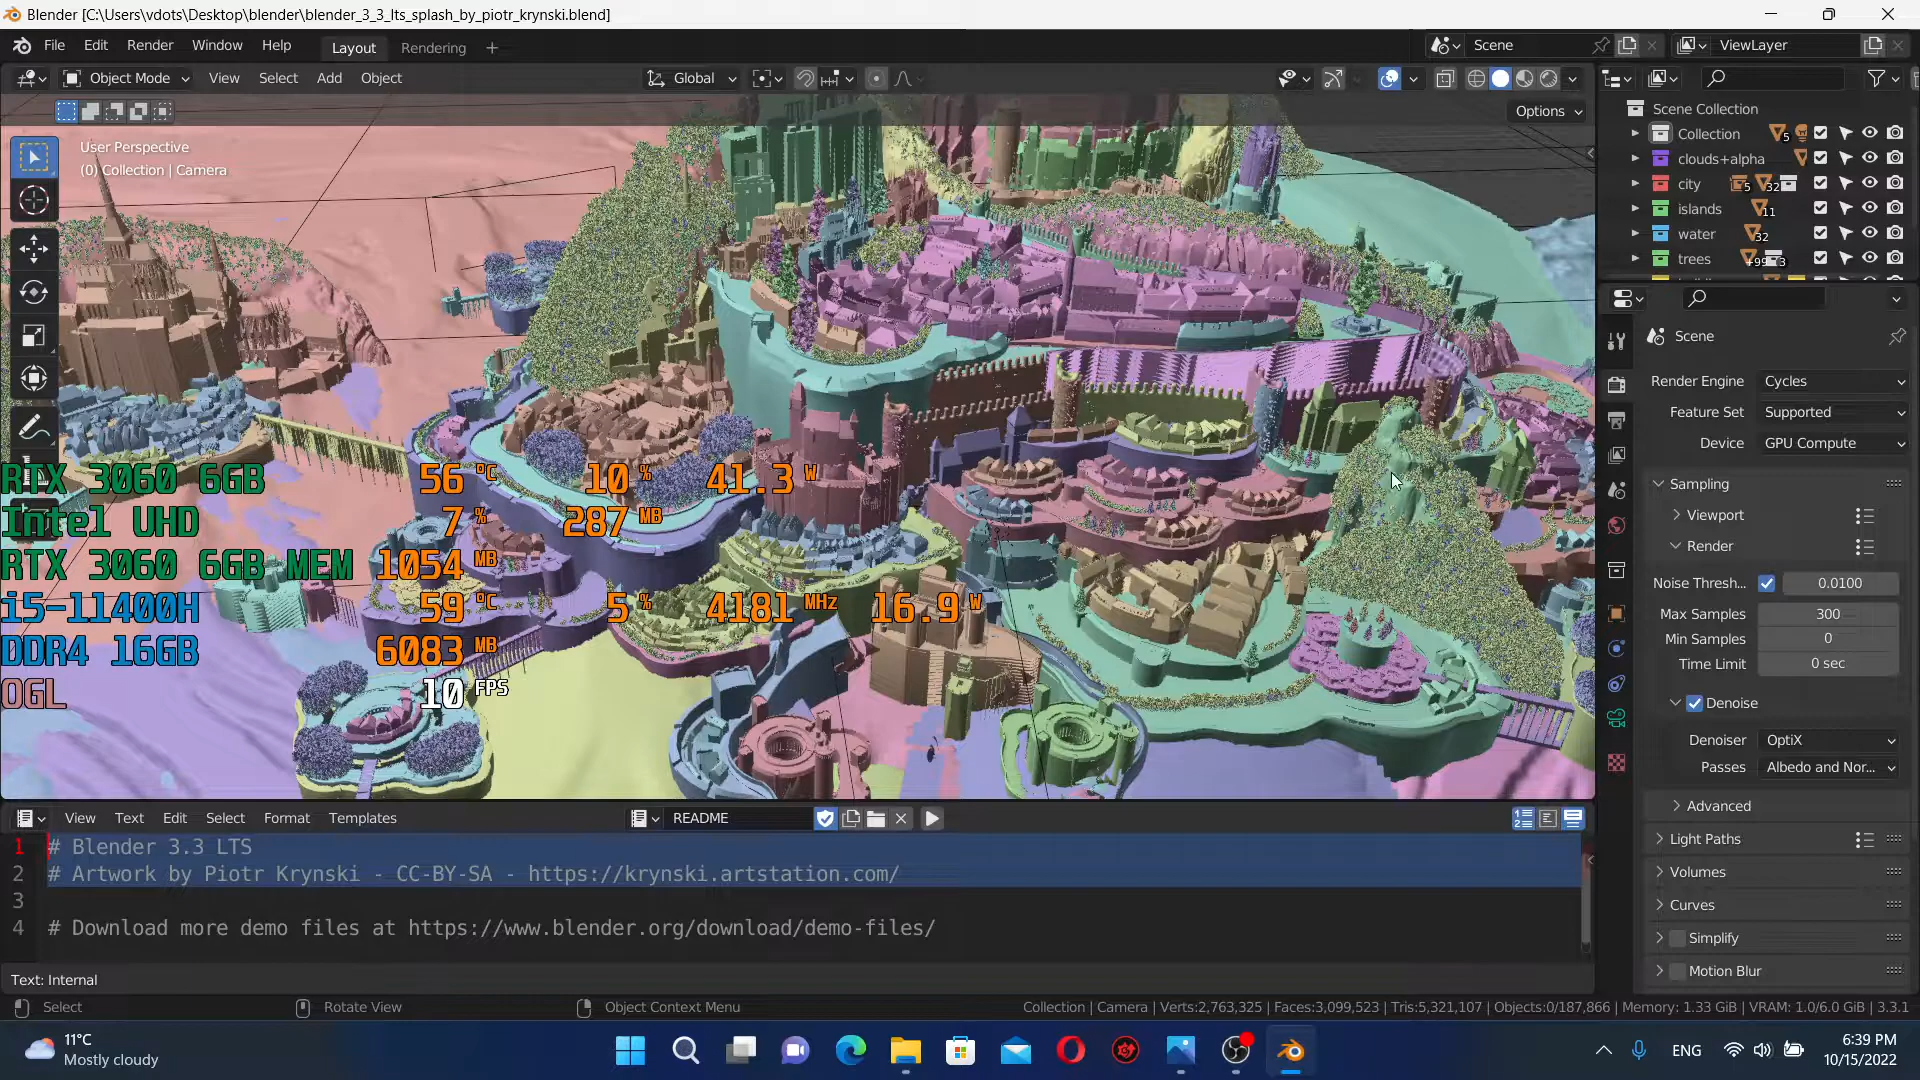 Blender [C:\Users\vdots\Desktop\blender\blender_3_3_lts_splash_by_piotr_krynski.blend]
File Edit Render Window Help Layout Rendering Scene ViewLayer
Object Mode View Select Add Object Global
Options
User Perspective
(0) Collection | Camera
Scene Collection
Collection 5
clouds+alpha
city 5 32
islands 11
water 32
trees +99 3
Scene
Render Engine Cycles
Feature Set Supported
Device GPU Compute
Sampling
Viewport
Render
Noise Thresh... 0.0100
Max Samples 300
Min Samples 0
Time Limit 0 sec
Denoise
Denoiser OptiX
Passes Albedo and Nor...
Advanced
Light Paths
Volumes
Curves
Simplify
Motion Blur
RTX 3060 6GB 56 °C 10 % 41.3 W
Intel UHD 7 % 287 MB
RTX 3060 6GB MEM 1054 MB
i5-11400H 59 °C 5 % 4181 MHz 16.9 W
DDR4 16GB 6083 MB
OGL 10 FPS
View Text Edit Select Format Templates README
1 # Blender 3.3 LTS
2 # Artwork by Piotr Krynski - CC-BY-SA - https://krynski.artstation.com/
3
4 # Download more demo files at https://www.blender.org/download/demo-files/
Text: Internal
Select Rotate View Object Context Menu Collection | Camera | Verts:2,763,325 | Faces:3,099,523 | Tris:5,321,107 | Objects:0/187,866 | Memory: 1.33 GiB | VRAM: 1.0/6.0 GiB | 3.3.1
11°C
Mostly cloudy
ENG
6:39 PM
10/15/2022